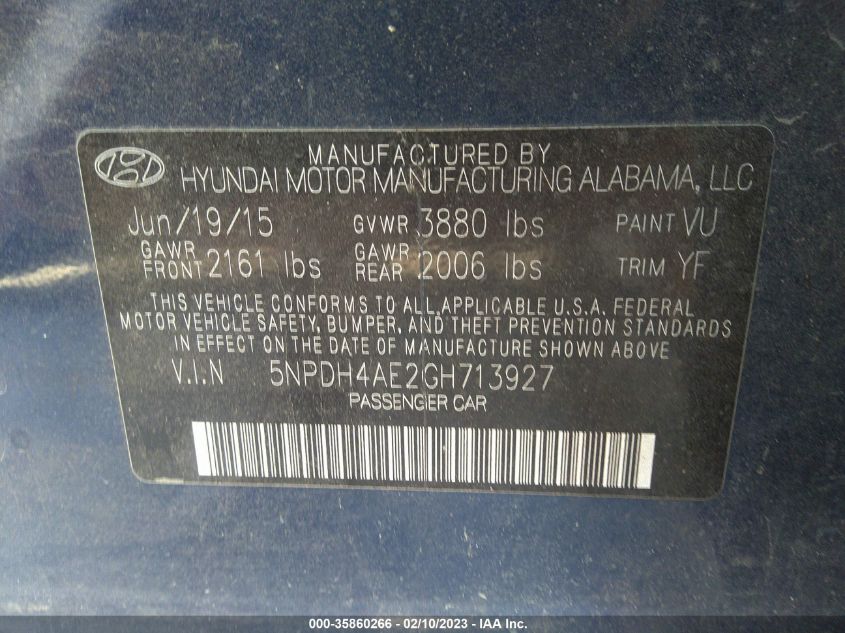 MANUFACTURED BY
HYUNDAI MOTOR MANUFACTURING ALABAMA, LLC
Jun/19/15 GVWR 3880 lbs PAINT VU
GAWR FRONT 2161 lbs GAWR REAR 2006 lbs TRIM YF
THIS VEHICLE CONFORMS TO ALL APPLICABLE U.S.A. FEDERAL
MOTOR VEHICLE SAFETY, BUMPER, AND THEFT PREVENTION STANDARDS
IN EFFECT ON THE DATE OF MANUFACTURE SHOWN ABOVE
V.I.N 5NPDH4AE2GH713927
PASSENGER CAR
000-35860266 - 02/10/2023 - IAA Inc.